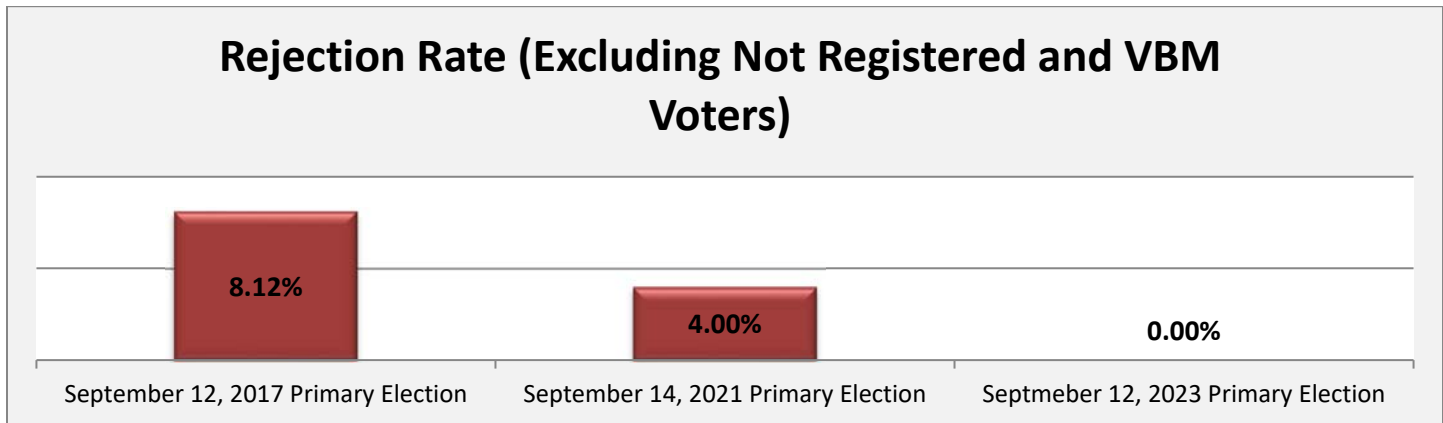 Rejection Rate (Excluding Not Registered and VBM
Voters)
8.12%
4.00%
0.00%
September 12, 2017 Primary Election
September 14, 2021 Primary Election
Septmeber 12, 2023 Primary Election